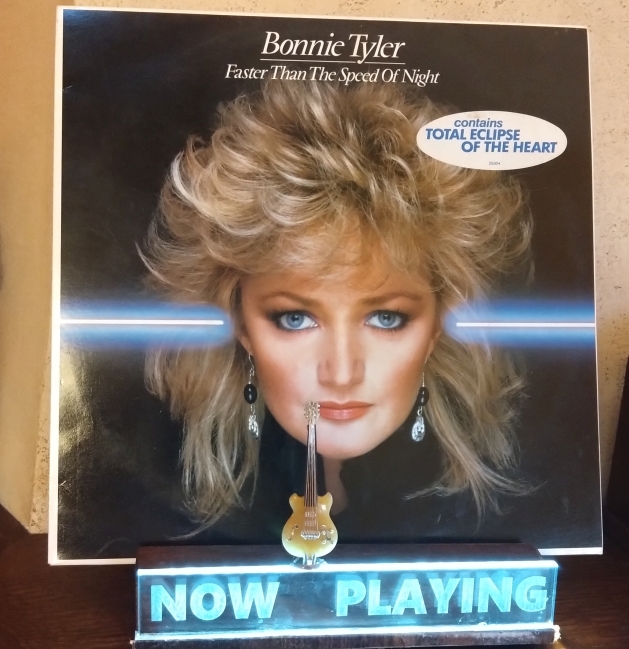 Bonnie Tyler
Faster Than The Speed Of Night
contains
TOTAL ECLIPSE
OF THE HEART
NOW PLAYING